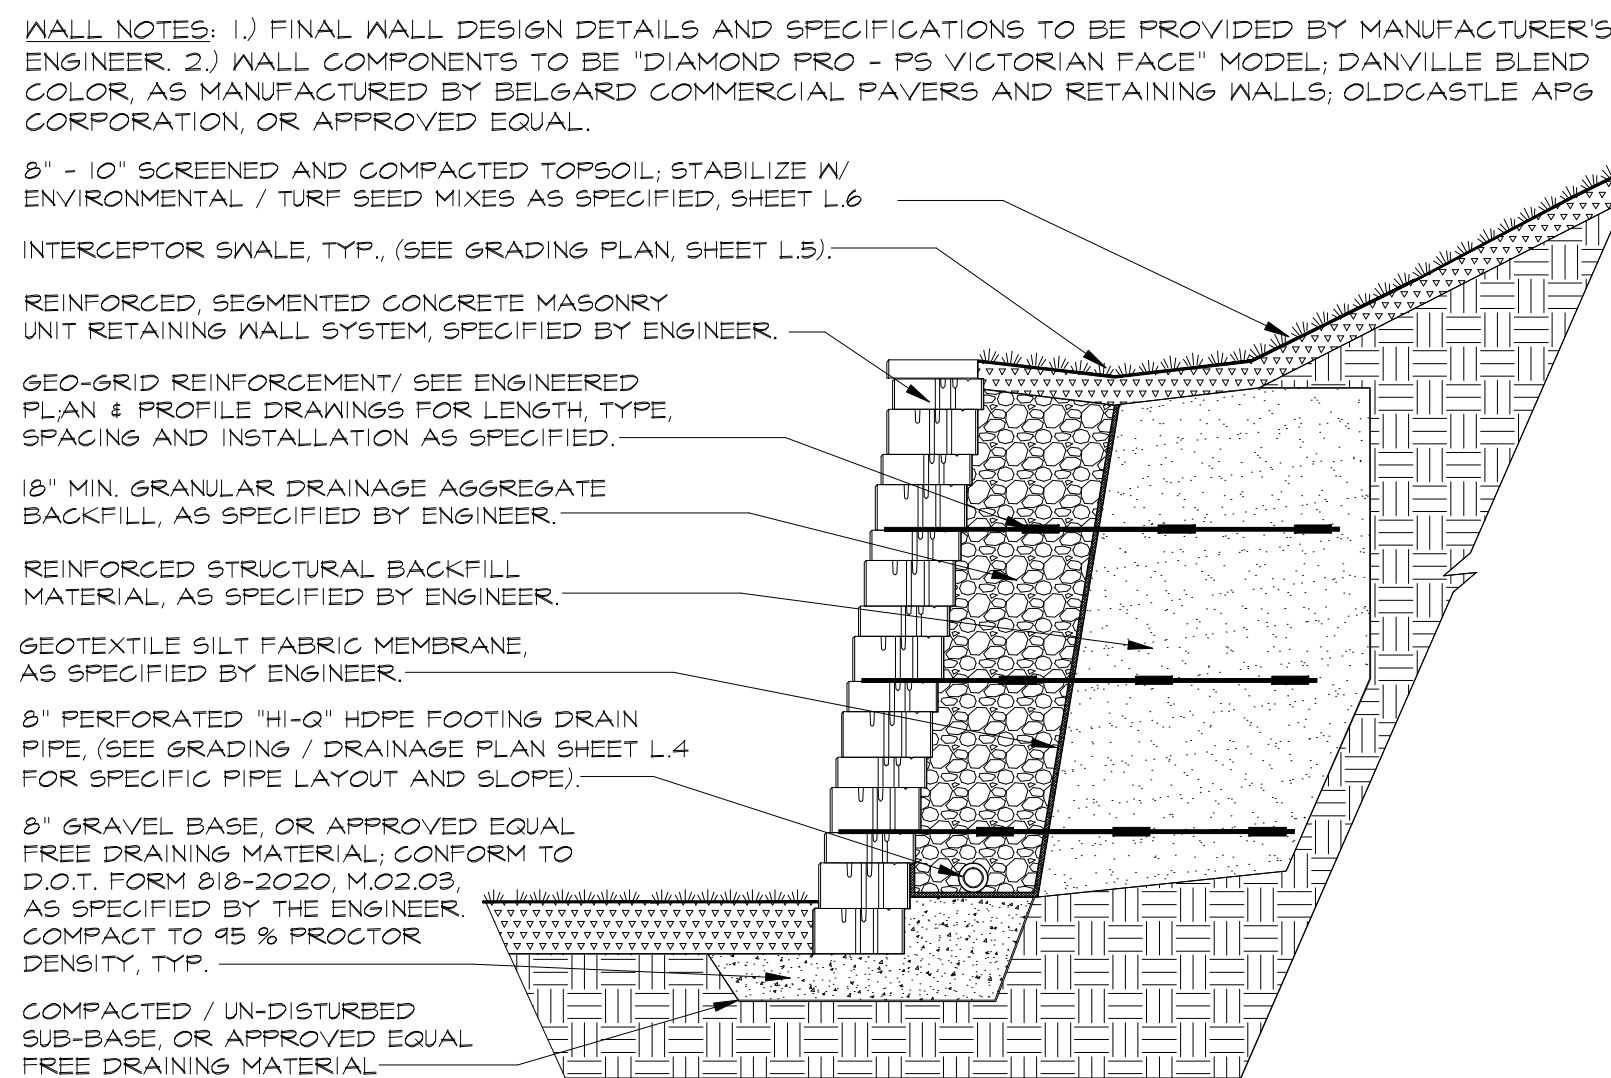 WALL NOTES: 1.) FINAL WALL DESIGN DETAILS AND SPECIFICATIONS TO BE PROVIDED BY MANUFACTURER'S
ENGINEER. 2.) WALL COMPONENTS TO BE "DIAMOND PRO - PS VICTORIAN FACE" MODEL; DANVILLE BLEND
COLOR, AS MANUFACTURED BY BELGARD COMMERCIAL PAVERS AND RETAINING WALLS; OLDCASTLE APG
CORPORATION, OR APPROVED EQUAL.
8" - 10" SCREENED AND COMPACTED TOPSOIL; STABILIZE W/
ENVIRONMENTAL / TURF SEED MIXES AS SPECIFIED, SHEET L.6
INTERCEPTOR SWALE, TYP., (SEE GRADING PLAN, SHEET L.5).
REINFORCED, SEGMENTED CONCRETE MASONRY
UNIT RETAINING WALL SYSTEM, SPECIFIED BY ENGINEER.
GEO-GRID REINFORCEMENT/ SEE ENGINEERED
PL;AN & PROFILE DRAWINGS FOR LENGTH, TYPE,
SPACING AND INSTALLATION AS SPECIFIED.
18" MIN. GRANULAR DRAINAGE AGGREGATE
BACKFILL, AS SPECIFIED BY ENGINEER.
REINFORCED STRUCTURAL BACKFILL
MATERIAL, AS SPECIFIED BY ENGINEER.
GEOTEXTILE SILT FABRIC MEMBRANE,
AS SPECIFIED BY ENGINEER.
8" PERFORATED "HI-Q" HDPE FOOTING DRAIN
PIPE, (SEE GRADING / DRAINAGE PLAN SHEET L.4
FOR SPECIFIC PIPE LAYOUT AND SLOPE).
8" GRAVEL BASE, OR APPROVED EQUAL
FREE DRAINING MATERIAL; CONFORM TO
D.O.T. FORM 818-2020, M.02.03,
AS SPECIFIED BY THE ENGINEER.
COMPACT TO 95 % PROCTOR
DENSITY, TYP.
COMPACTED / UN-DISTURBED
SUB-BASE, OR APPROVED EQUAL
FREE DRAINING MATERIAL